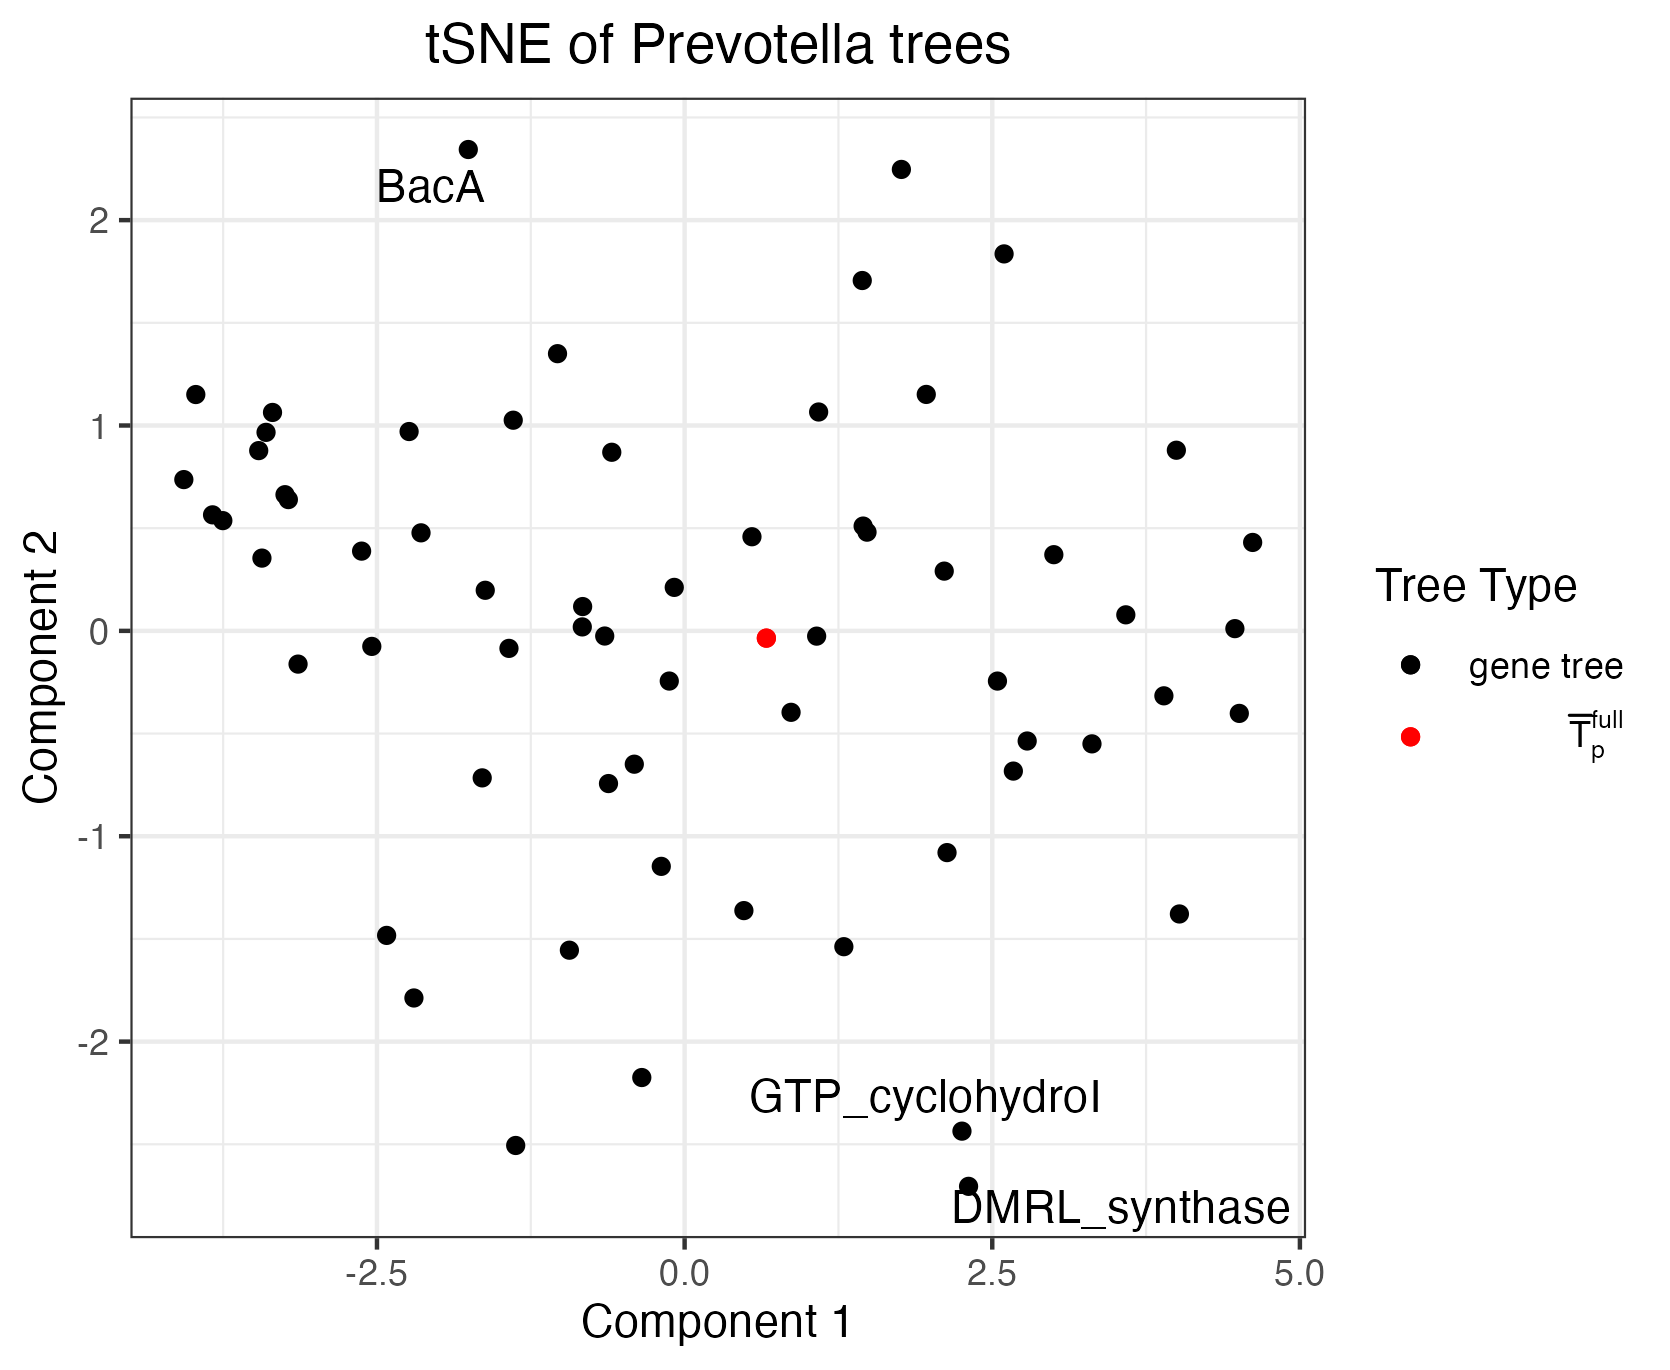 tSNE of Prevotella trees
BacA
GTP_cyclohydroI
DMRL_synthase
2
1
0
-1
-2
-2.5 0.0 2.5 5.0
Component 1
Component 2
Tree Type
gene tree
T̅p^full